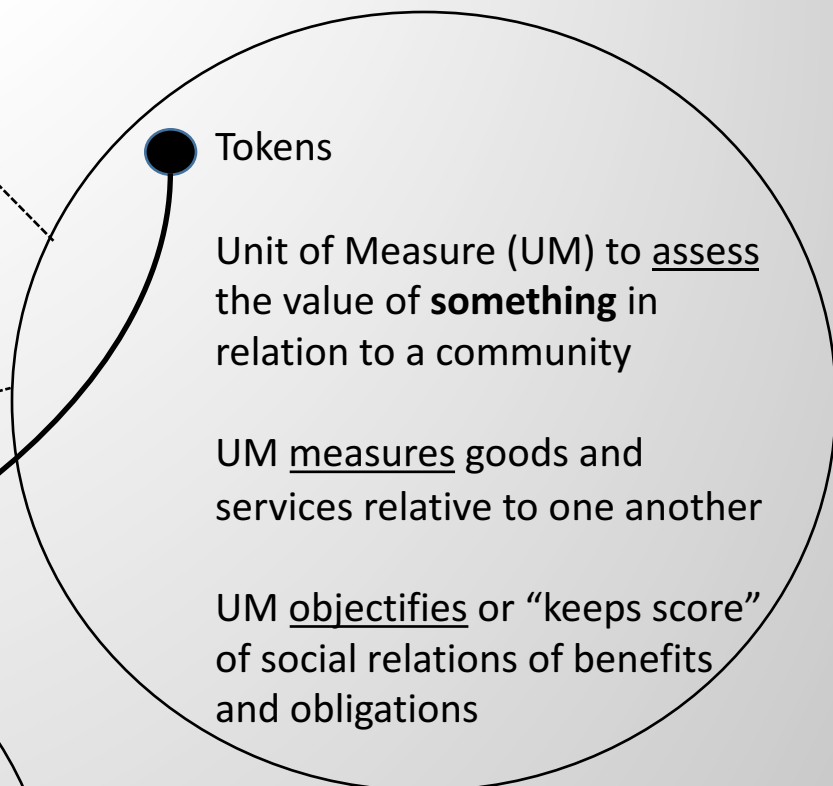 Tokens
Unit of Measure (UM) to assess
the value of something in
relation to a community
UM measures goods and
services relative to one another
UM objectifies or “keeps score”
of social relations of benefits
and obligations